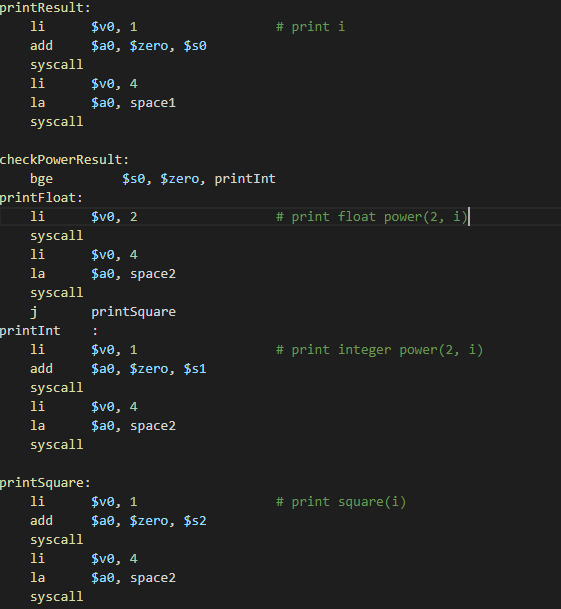 printResult:
    li      $v0, 1                  # print i
    add     $a0, $zero, $s0
    syscall
    li      $v0, 4
    la      $a0, space1
    syscall

checkPowerResult:
    bge         $s0, $zero, printInt
printFloat:
    li      $v0, 2                  # print float power(2, i)
    syscall
    li      $v0, 4
    la      $a0, space2
    syscall
    j       printSquare
printInt    :
    li      $v0, 1                  # print integer power(2, i)
    add     $a0, $zero, $s1
    syscall
    li      $v0, 4
    la      $a0, space2
    syscall

printSquare:
    li      $v0, 1                  # print square(i)
    add     $a0, $zero, $s2
    syscall
    li      $v0, 4
    la      $a0, space2
    syscall